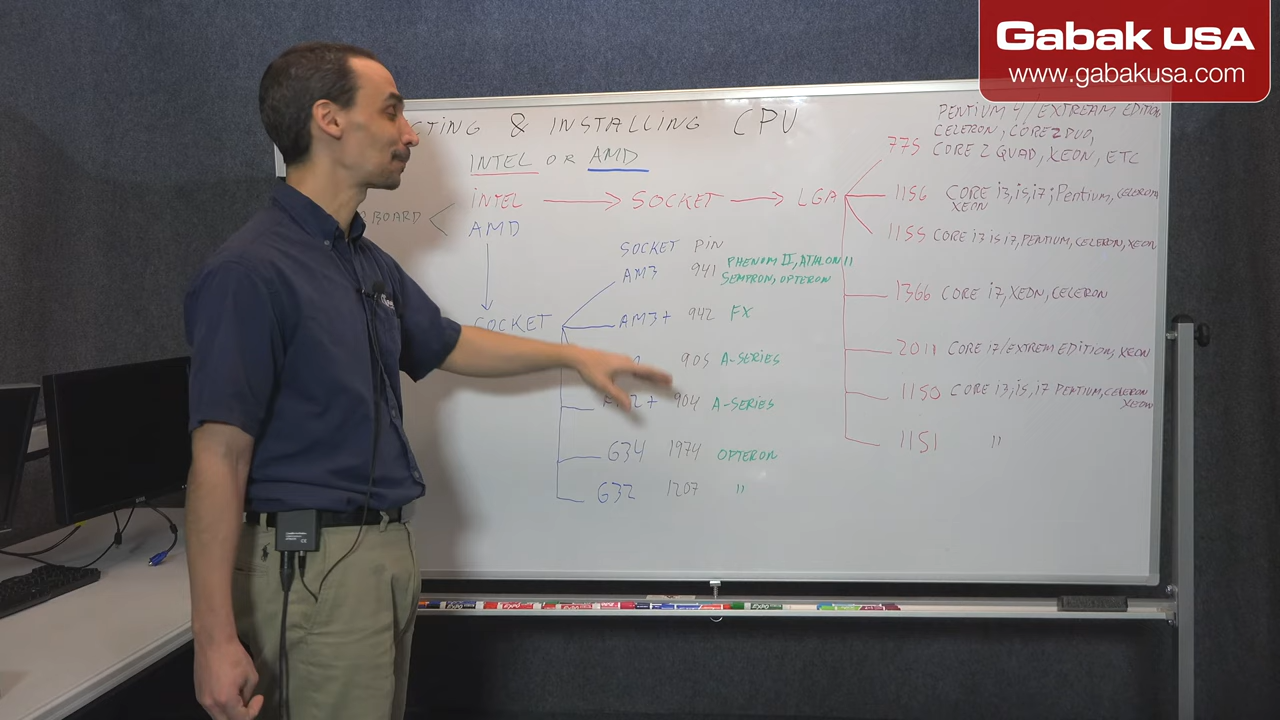 Gabak USA
www.gabakusa.com
& INSTALLING CPU
INTEL OR AMD
BOARD
INTEL → SOCKET → LGA
AMD
SOCKET
SOCKET PIN
AM3 941 PHENOM II, ATHLON II
SEMPRON, OPTERON
AM3+ 942 FX
905 A-SERIES
904 A-SERIES
G34 1974 OPTERON
G32 1207 "
775 PENTIUM 4/EXTREAM EDITION
CELERON, CORE 2 DUO,
CORE 2 QUAD, XEON, ETC
1156 CORE i3, i5, i7, Pentium, CELERON
XEON
1155 CORE i3 i5 i7, PENTIUM, CELERON, XEON
1366 CORE i7, XEON, CELERON
2011 CORE i7/EXTREM EDITION, XEON
1150 CORE i3, i5, i7 PENTIUM, CELERON
XEON
1151 "